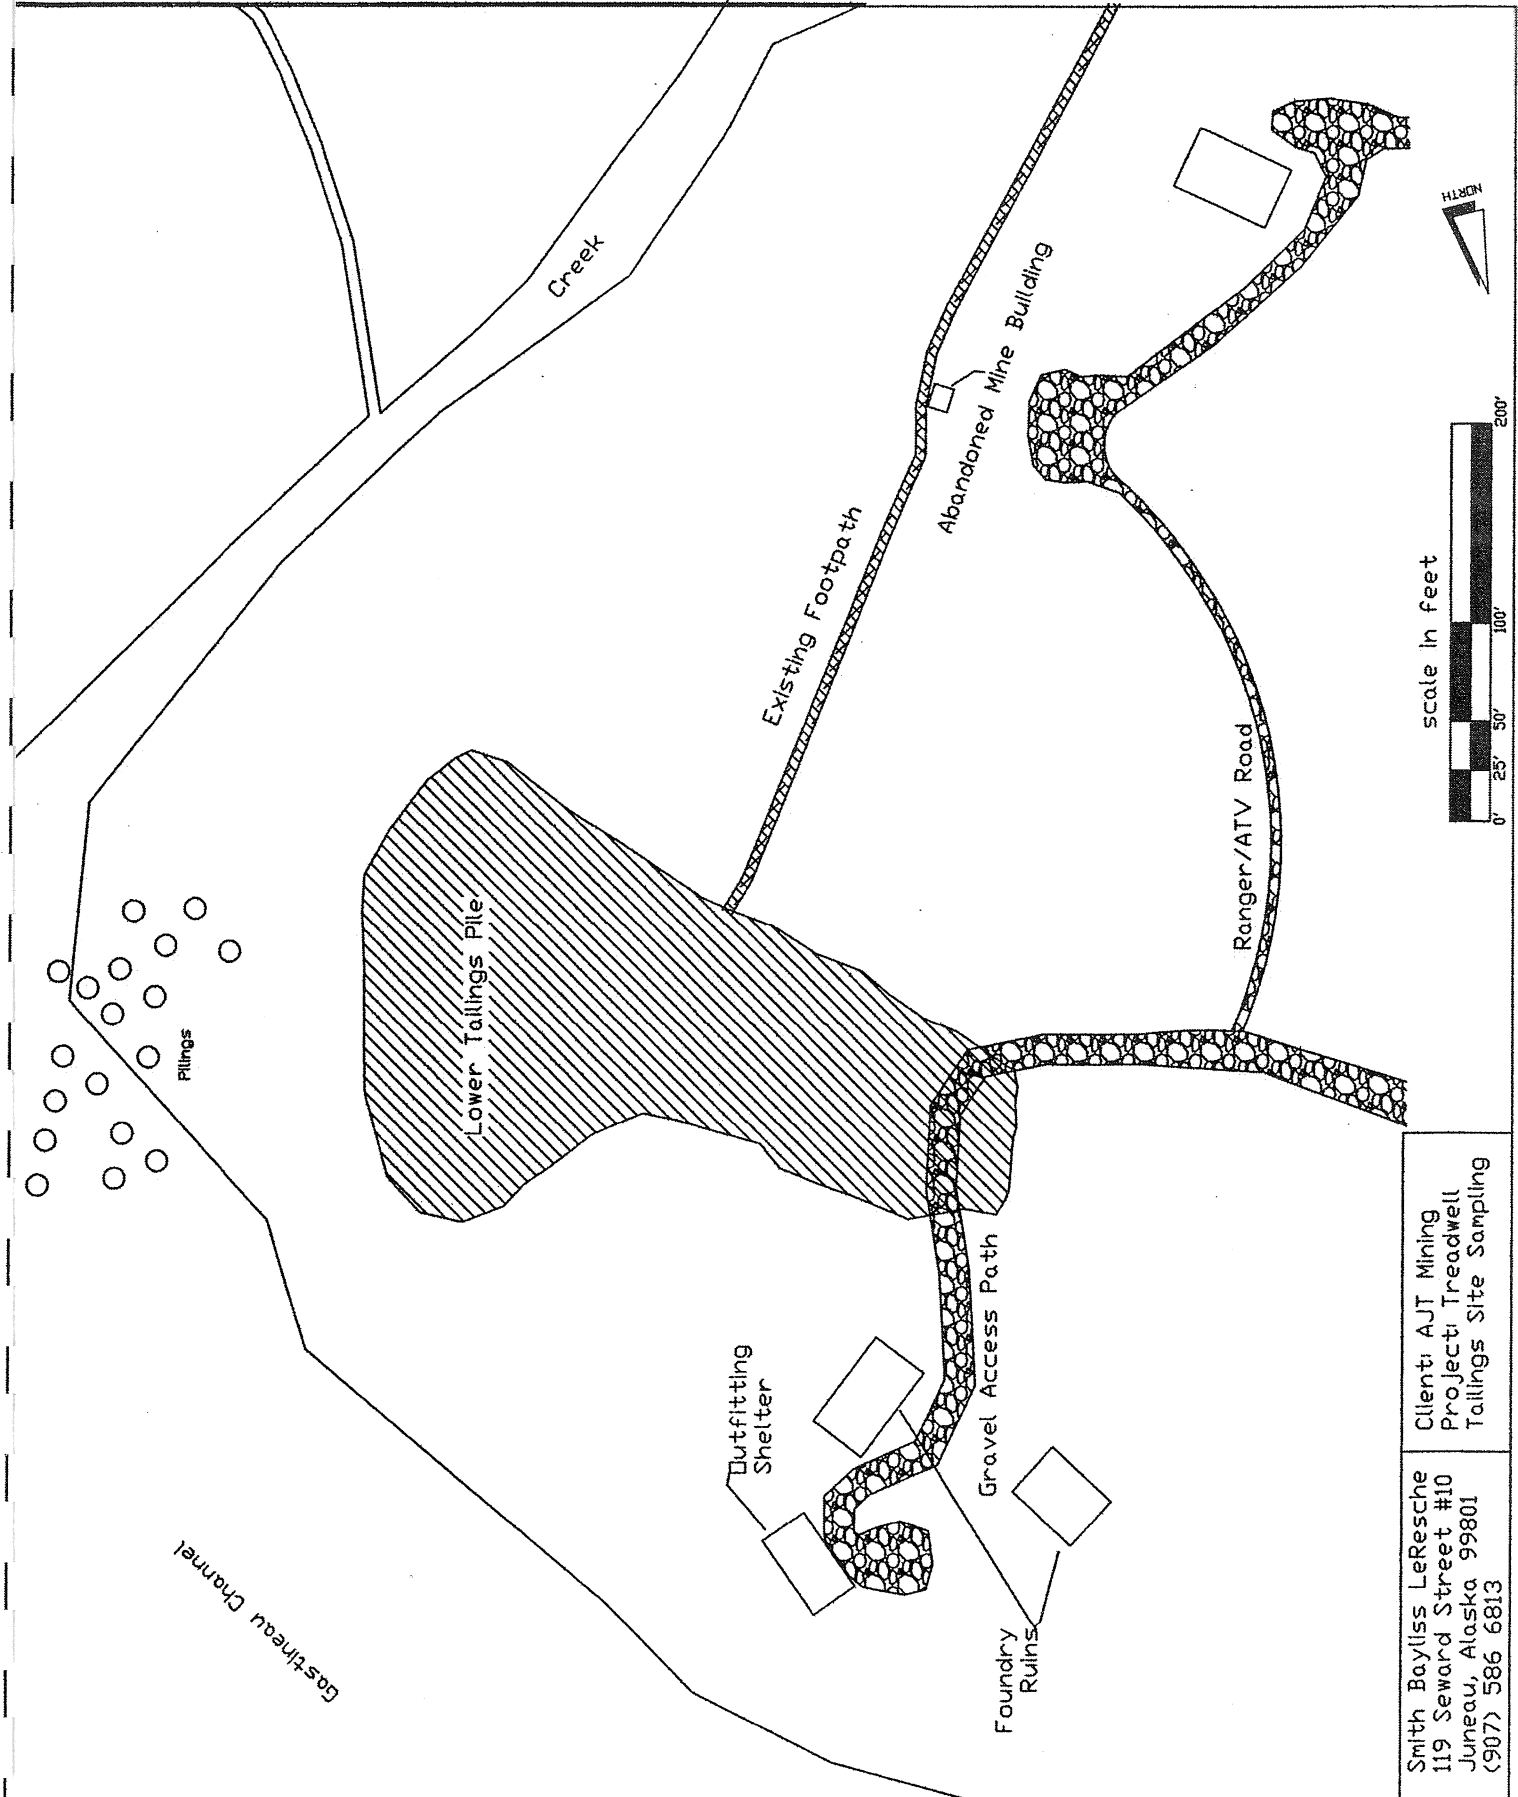 Creek
Abandoned Mine Building
Existing Footpath
NORTH
scale in feet
0' 25' 50' 100' 200'
Ranger/ATV Road
Lower Tailings Pile
Pilings
Gravel Access Path
Outfitting
Shelter
Gastineau Channel
Foundry
Ruins
Client: AJT Mining
Project: Treadwell
Tailings Site Sampling
Smith Bayliss LeResche
119 Seward Street #10
Juneau, Alaska 99801
(907) 586 6813